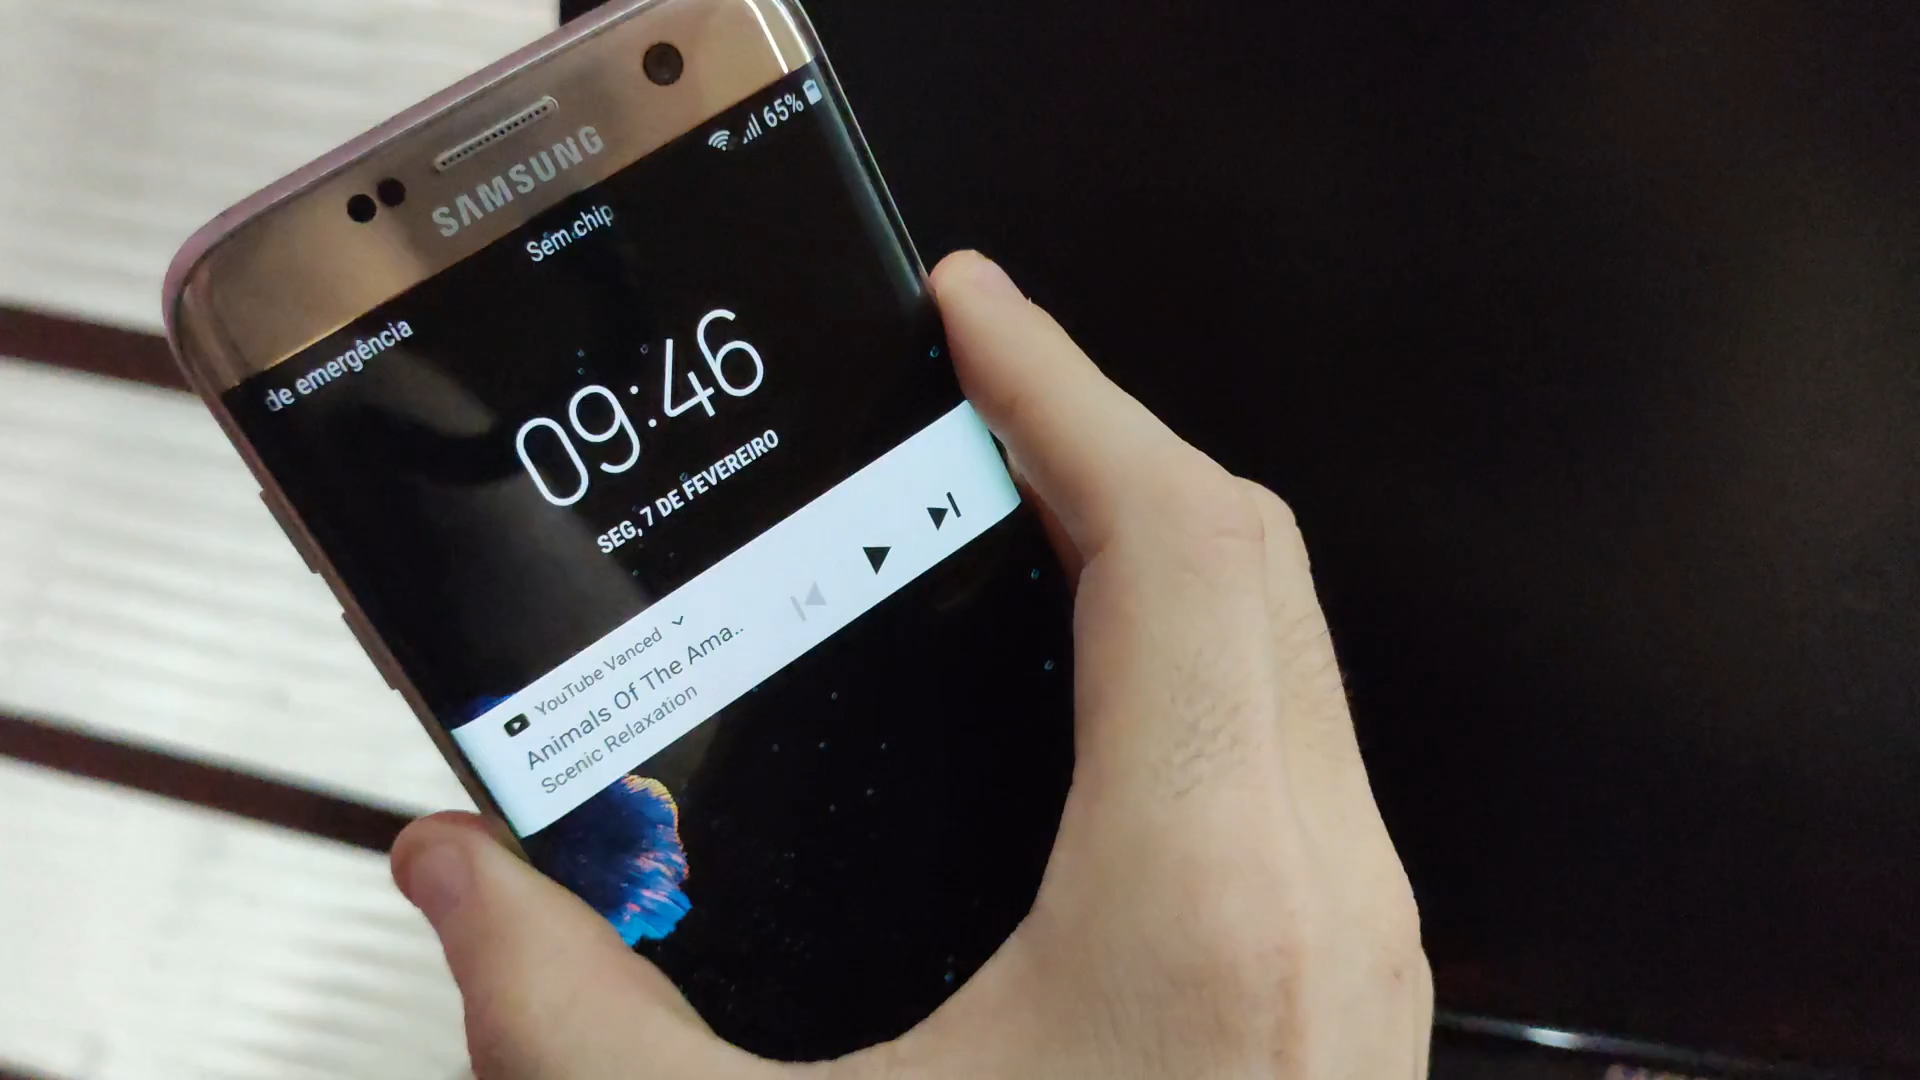 SAMSUNG
65%
Sem chip
de emergência
09:46
SEG, 7 DE FEVEREIRO
YouTube Vanced
Animals Of The Ama..
Scenic Relaxation